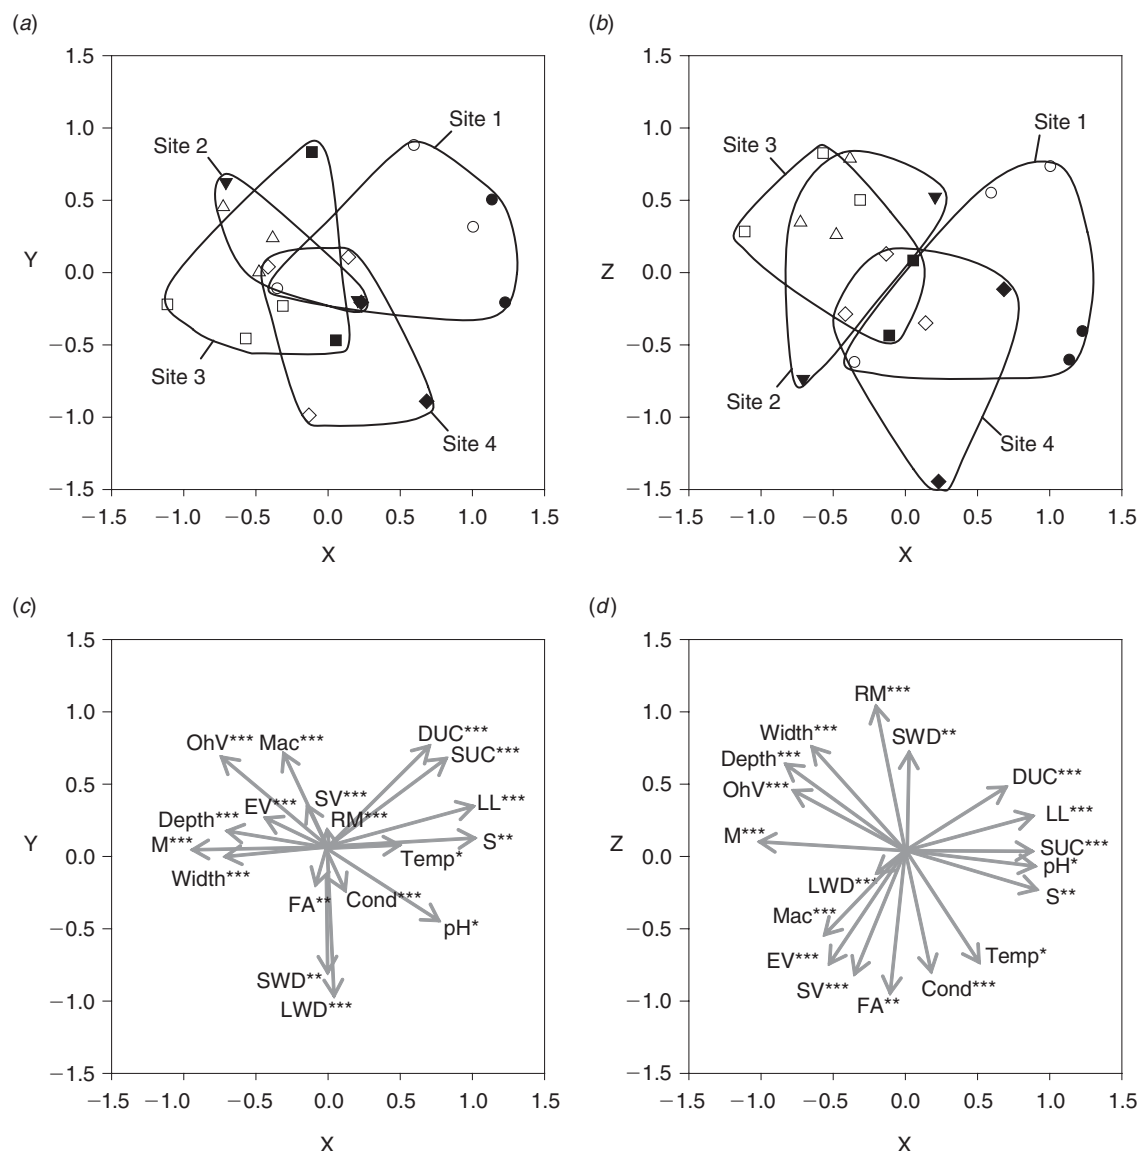 (a)
(b)
1.5
1.0
0.5
0.0
−0.5
−1.0
−1.5
Y
−1.5 −1.0 −0.5 0.0 0.5 1.0 1.5
X
Site 1
Site 2
Site 3
Site 4
1.5
1.0
0.5
0.0
−0.5
−1.0
−1.5
Z
−1.5 −1.0 −0.5 0.0 0.5 1.0 1.5
X
Site 3
Site 1
Site 2
Site 4
(c)
(d)
1.5
1.0
0.5
0.0
−0.5
−1.0
−1.5
Y
−1.5 −1.0 −0.5 0.0 0.5 1.0 1.5
X
OhV***
Mac***
DUC***
SUC***
SV***
EV***
LL***
Depth***
RM***
M***
S**
Temp*
Width***
FA**
Cond***
pH*
SWD**
LWD***
1.5
1.0
0.5
0.0
−0.5
−1.0
−1.5
Z
−1.5 −1.0 −0.5 0.0 0.5 1.0 1.5
X
RM***
Width***
SWD**
Depth***
DUC***
OhV***
LL***
M***
SUC***
pH*
LWD***
S**
Mac***
EV***
Temp*
SV***
Cond***
FA**